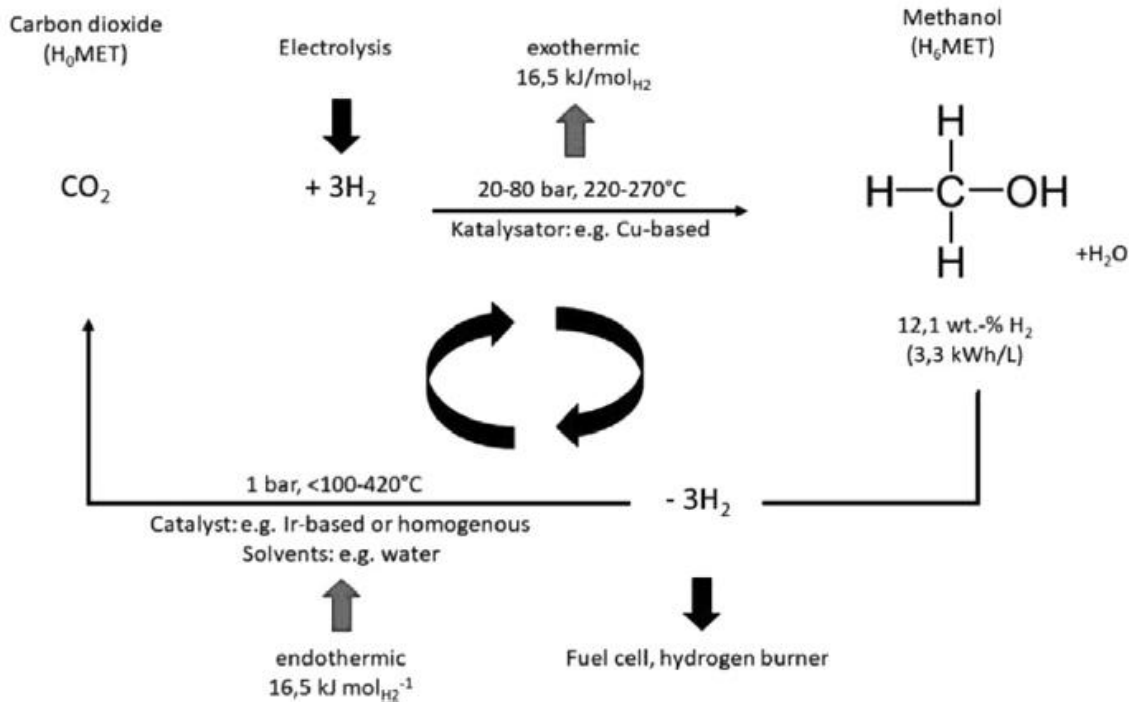 Carbon dioxide
(H₀MET)
Electrolysis
exothermic
16,5 kJ/mol_H2
Methanol
(H₆MET)
CO₂
+ 3H₂
20-80 bar, 220-270°C
Katalysator: e.g. Cu-based
H
H—C—OH
H
+H₂O
12,1 wt.-% H₂
(3,3 kWh/L)
1 bar, <100-420°C
- 3H₂
Catalyst: e.g. Ir-based or homogenous
Solvents: e.g. water
endothermic
16,5 kJ mol_H2⁻¹
Fuel cell, hydrogen burner